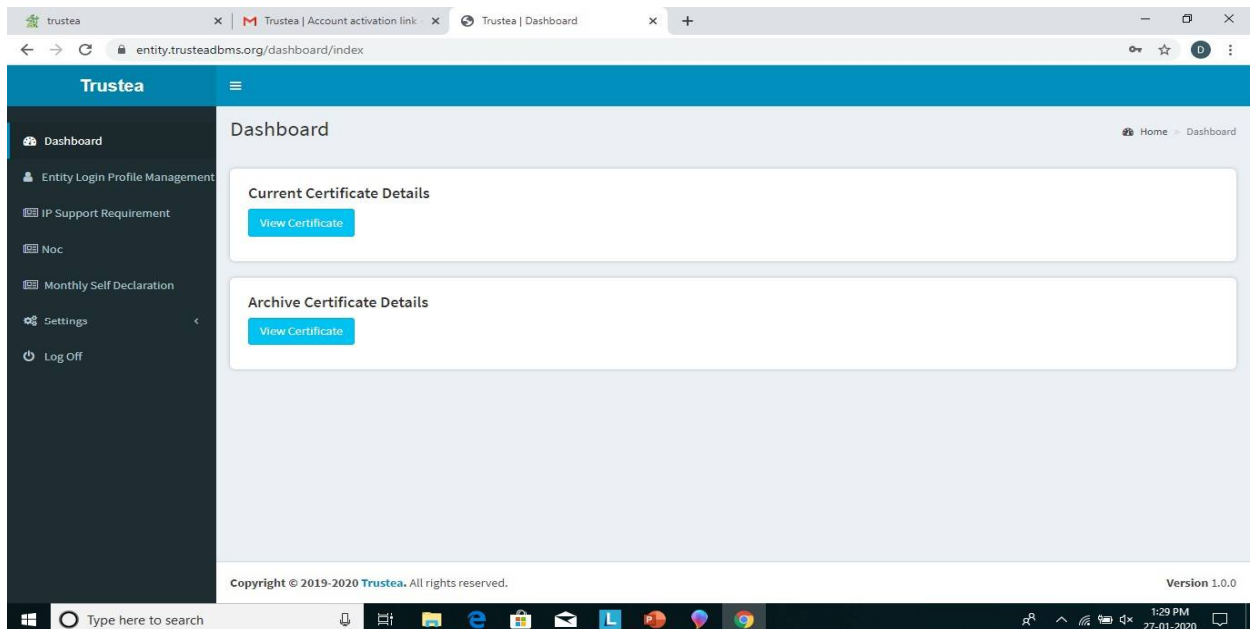 trustea
Trustea | Account activation link
Trustea | Dashboard
entity.trusteadbms.org/dashboard/index
D
Trustea
Dashboard
Home > Dashboard
Dashboard
Entity Login Profile Management
IP Support Requirement
Noc
Monthly Self Declaration
Settings
Log Off
Current Certificate Details
View Certificate
Archive Certificate Details
View Certificate
Copyright © 2019-2020 Trustea. All rights reserved.
Version 1.0.0
Type here to search
L
1:29 PM
27-01-2020